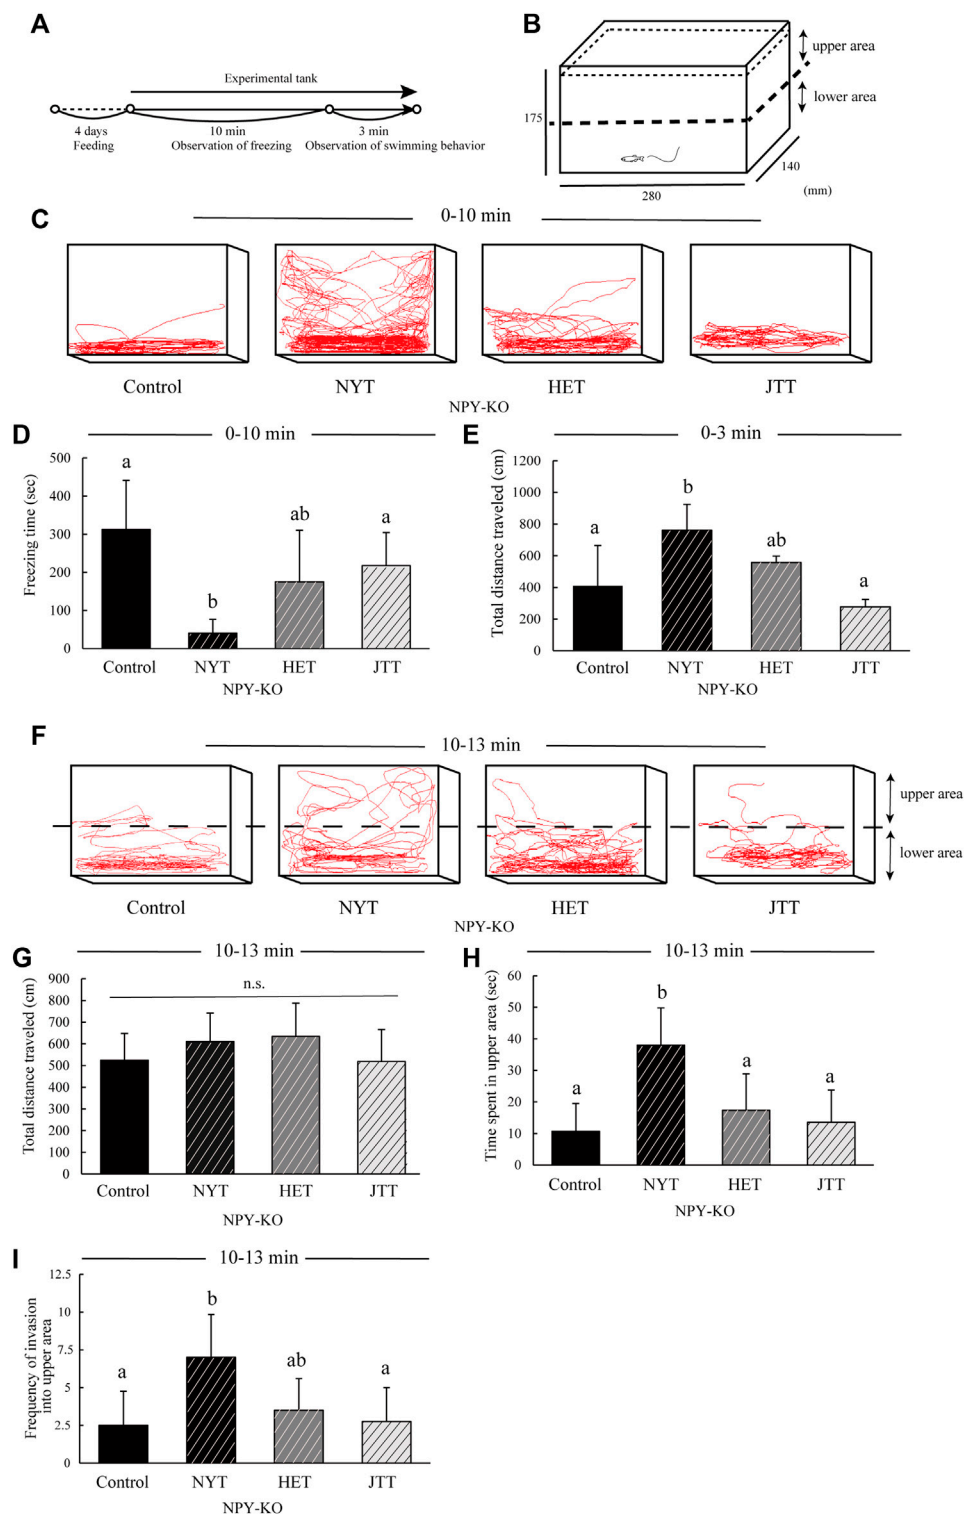 A
Experimental tank
4 days
Feeding
10 min
Observation of freezing
3 min
Observation of swimming behavior
B
upper area
lower area
175
140
280
(mm)
C
0-10 min
Control
NYT
HET
JTT
NPY-KO
D
0-10 min
Freezing time (sec)
500
400
300
200
100
0
a
b
ab
a
Control
NYT
HET
JTT
NPY-KO
E
0-3 min
Total distance traveled (cm)
1200
1000
800
600
400
200
0
a
b
ab
a
Control
NYT
HET
JTT
NPY-KO
F
10-13 min
upper area
lower area
Control
NYT
HET
JTT
NPY-KO
G
10-13 min
Total distance traveled (cm)
900
800
700
600
500
400
300
200
100
0
n.s.
Control
NYT
HET
JTT
NPY-KO
H
10-13 min
Time spent in upper area (sec)
60
50
40
30
20
10
0
a
b
a
a
Control
NYT
HET
JTT
NPY-KO
I
10-13 min
Frequency of invasion
into upper area
12.5
10
7.5
5
2.5
0
a
b
ab
a
Control
NYT
HET
JTT
NPY-KO